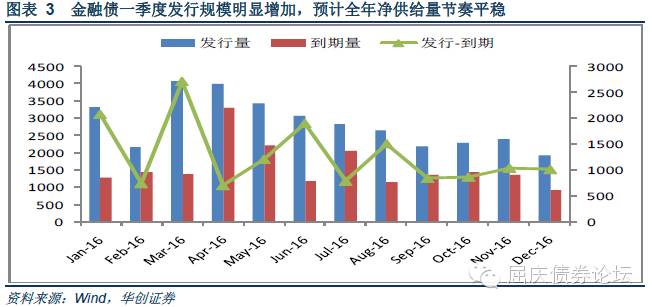 图表 3 金融债一季度发行规模明显增加，预计全年净供给量节奏平稳
发行量 到期量 发行-到期
4500 3000
4000 2500
3500
3000 2000
2500 1500
2000
1500 1000
1000 500
500
0 0
Jan-16 Feb-16 Mar-16 Apr-16 May-16 Jun-16 Jul-16 Aug-16 Sep-16 Oct-16 Nov-16 Dec-16
资料来源：Wind，华创证券
屈庆债券论坛